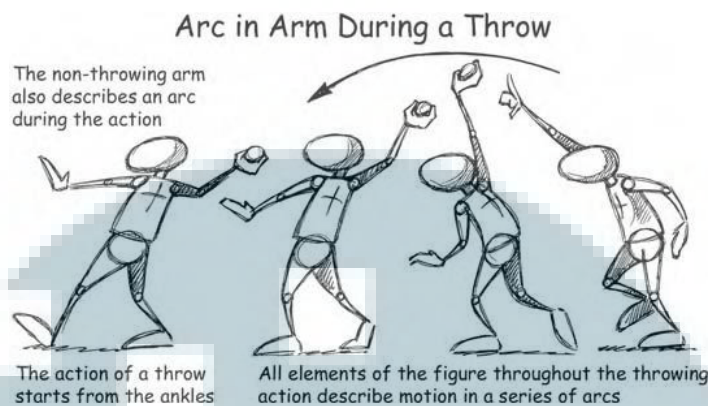 Arc in Arm During a Throw
The non-throwing arm
also describes an arc
during the action
The action of a throw
starts from the ankles
All elements of the figure throughout the throwing
action describe motion in a series of arcs